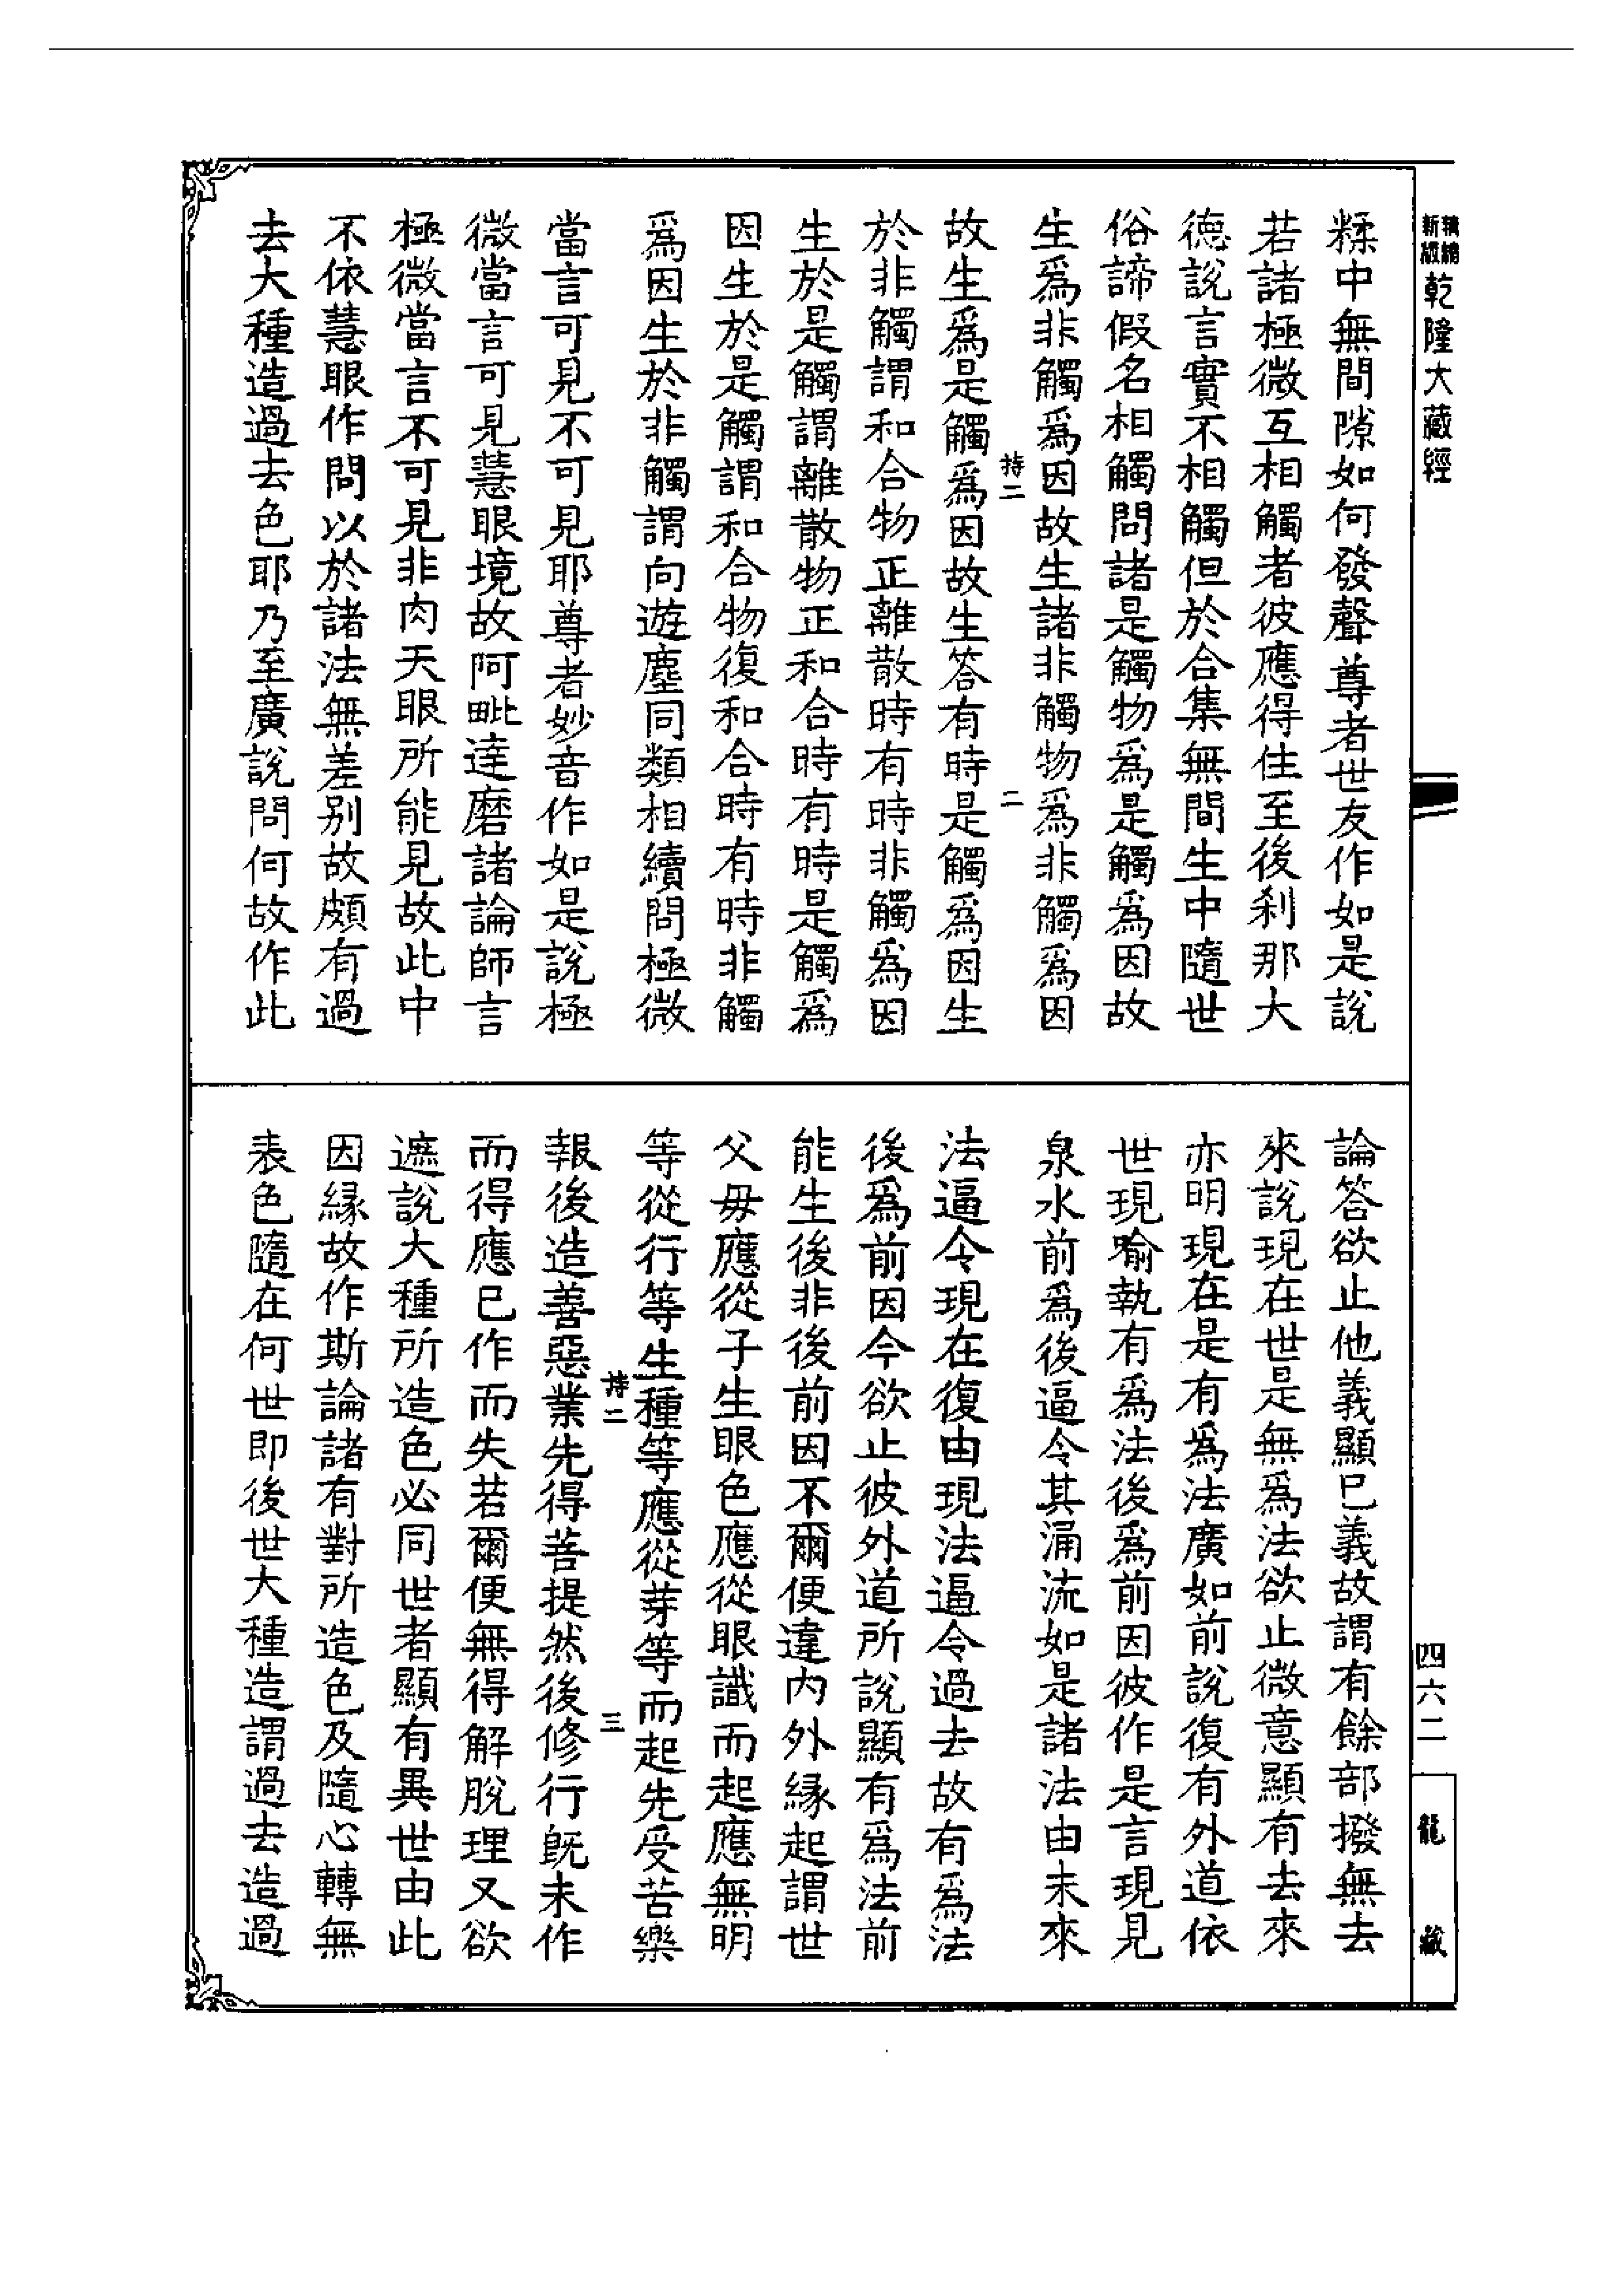 新編縮版
乾隆大藏經
糅中無間隙如何發聲尊者世友作如是說
若諸極微互相觸者彼應得住至後剎那大
德說言實不相觸但於合集無間生中隨世
俗諦假名相觸問諸是觸物爲是觸爲因故
生爲非觸爲因故生諸非觸物爲非觸爲因
故生爲是觸爲因故生答有時是觸爲因生
持二 二
於非觸謂和合物正離散時有時非觸爲因
生於是觸謂離散物正和合時有時是觸爲
因生於是觸謂和合物復和合時有時非觸
爲因生於非觸謂向遊塵同類相續問極微
當言可見不可見耶尊者妙音作如是說極
微當言可見慧眼境故阿毗達磨諸論師言
極微當言不可見非肉天眼所能見故此中
不依慧眼作問以於諸法無差別故頗有過
去大種造過去色耶乃至廣說問何故作此
論答欲止他義顯已義故謂有餘部撥無去
來說現在世是無爲法欲止微意顯有去來
亦明現在是有爲法廣如前說復有外道依
世現喻執有爲法後爲前因彼作是言現見
泉水前爲後逼令其涌流如是諸法由未來
法逼令現在復由現法逼令過去故有爲法
後爲前因今欲止彼外道所說顯有爲法前
能生後非後前因不爾便違內外緣起謂世
父毋應從子生眼色應從眼識而起應無明
等從行等生種等應從芽等而起先受苦樂
持二 三
報後造善惡業先得菩提然後修行旣未作
而得應已作而失若爾便無得解脫理又欲
遮說大種所造色必同世者顯有異世由此
因緣故作斯論諸有對所造色及隨心轉無
表色隨在何世即後世大種造謂過去造過
四六二
龍藏